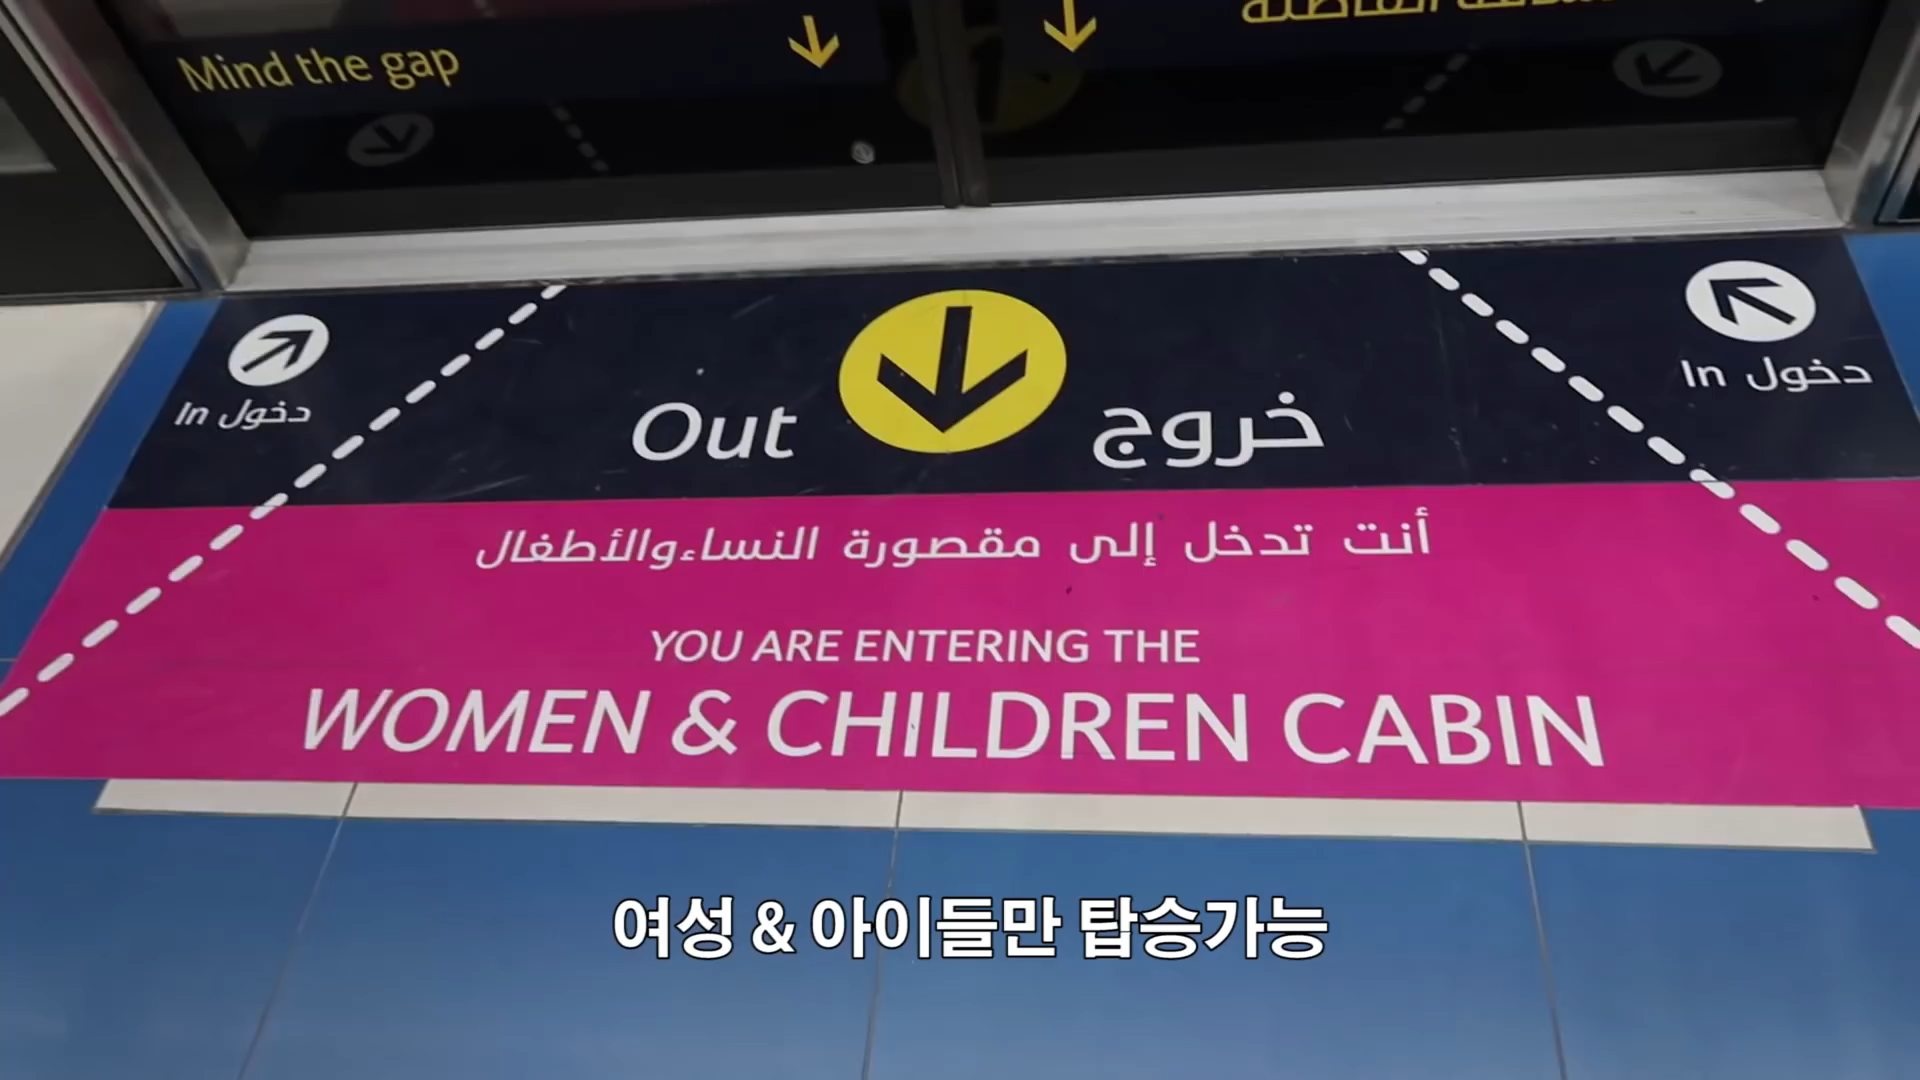 Mind the gap
In دخول
Out
خروج
In دخول
أنت تدخل إلى مقصورة النساءوالأطفال
YOU ARE ENTERING THE
WOMEN & CHILDREN CABIN
여성 & 아이들만 탑승가능